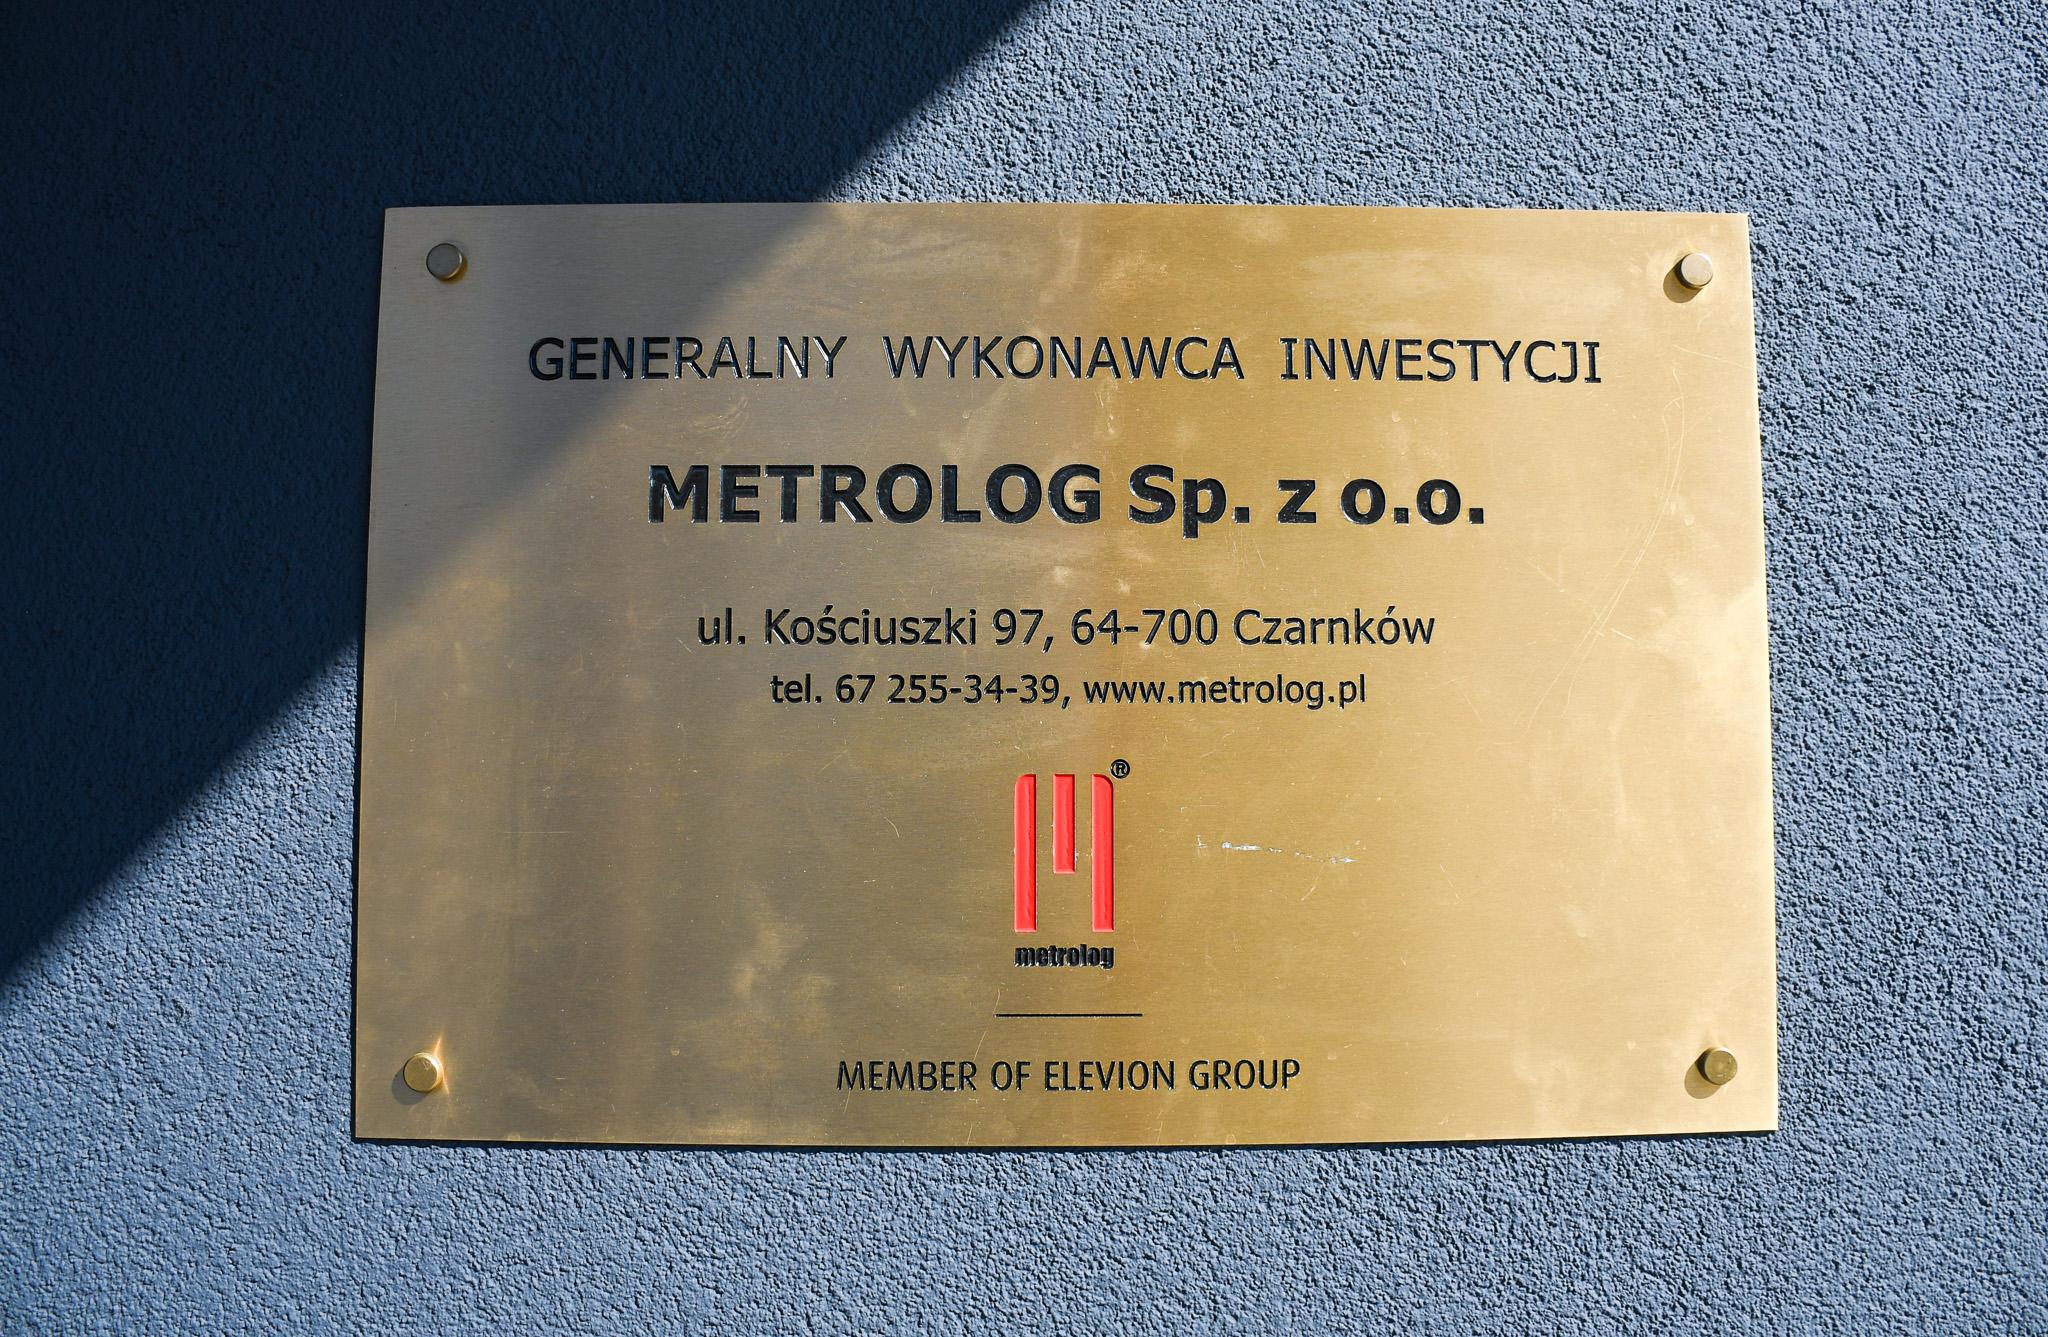 GENERALNY WYKONAWCA INWESTYCJI
METROLOG Sp. z o.o.
ul. Kościuszki 97, 64-700 Czarnków
tel. 67 255-34-39, www.metrolog.pl
®
metrolog
MEMBER OF ELEVION GROUP